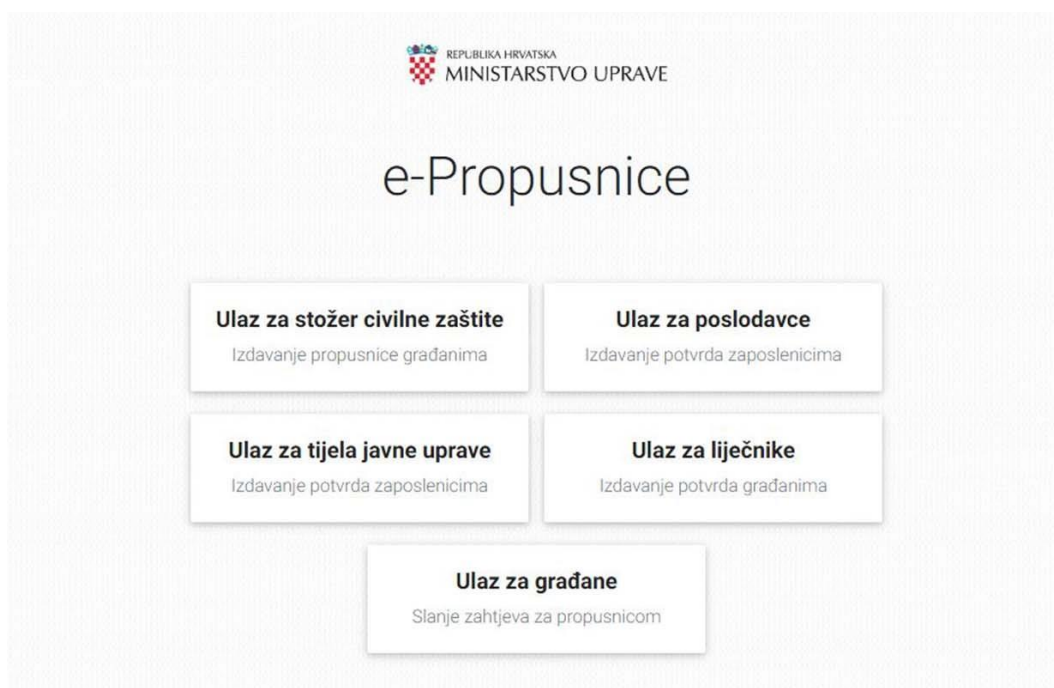 REPUBLIKA HRVATSKA
MINISTARSTVO UPRAVE
e-Propusnice
Ulaz za stožer civilne zaštite
Izdavanje propusnice građanima
Ulaz za poslodavce
Izdavanje potvrda zaposlenicima
Ulaz za tijela javne uprave
Izdavanje potvrda zaposlenicima
Ulaz za liječnike
Izdavanje potvrda građanima
Ulaz za građane
Slanje zahtjeva za propusnicom